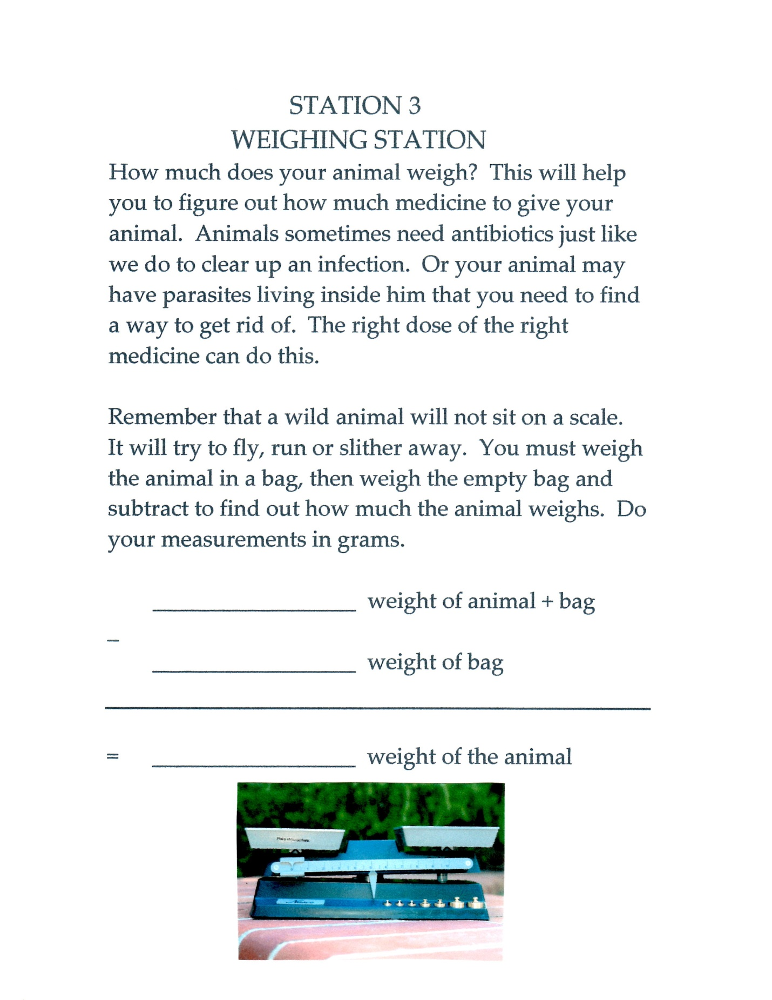 STATION 3
WEIGHING STATION
How much does your animal weigh?  This will help
you to figure out how much medicine to give your
animal.  Animals sometimes need antibiotics just like
we do to clear up an infection.  Or your animal may
have parasites living inside him that you need to find
a way to get rid of.  The right dose of the right
medicine can do this.
Remember that a wild animal will not sit on a scale.
It will try to fly, run or slither away.  You must weigh
the animal in a bag, then weigh the empty bag and
subtract to find out how much the animal weighs.  Do
your measurements in grams.
weight of animal + bag
–
weight of bag
= weight of the animal
Nasco